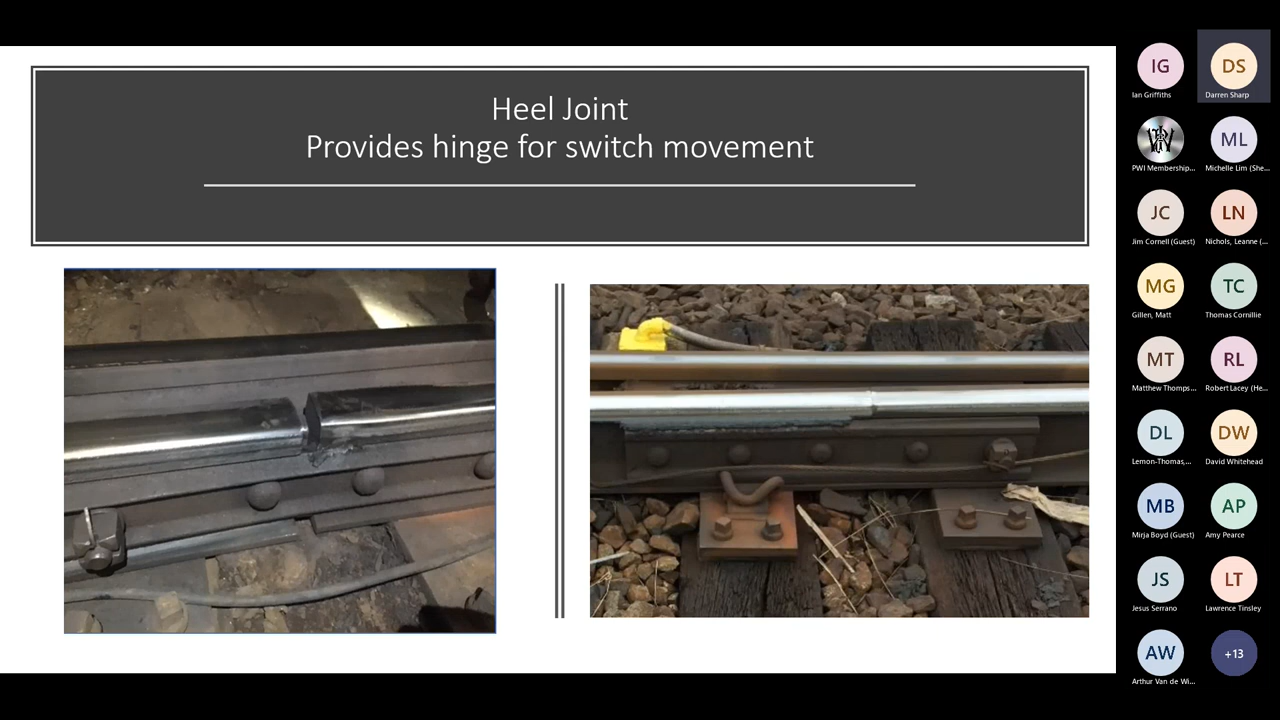 Heel Joint
Provides hinge for switch movement
IG
Ian Griffiths
DS
Darren Sharp
PWI Membership...
ML
Michelle Lim (She...
JC
Jim Cornell (Guest)
LN
Nichols, Leanne (...
MG
Gillen, Matt
TC
Thomas Cornillie
MT
Matthew Thomps...
RL
Robert Lacey (He...
DL
Lemon-Thomas,...
DW
David Whitehead
MB
Mirja Boyd (Guest)
AP
Amy Pearce
JS
Jesus Serrano
LT
Lawrence Tinsley
AW
Arthur Van de Wi...
+13